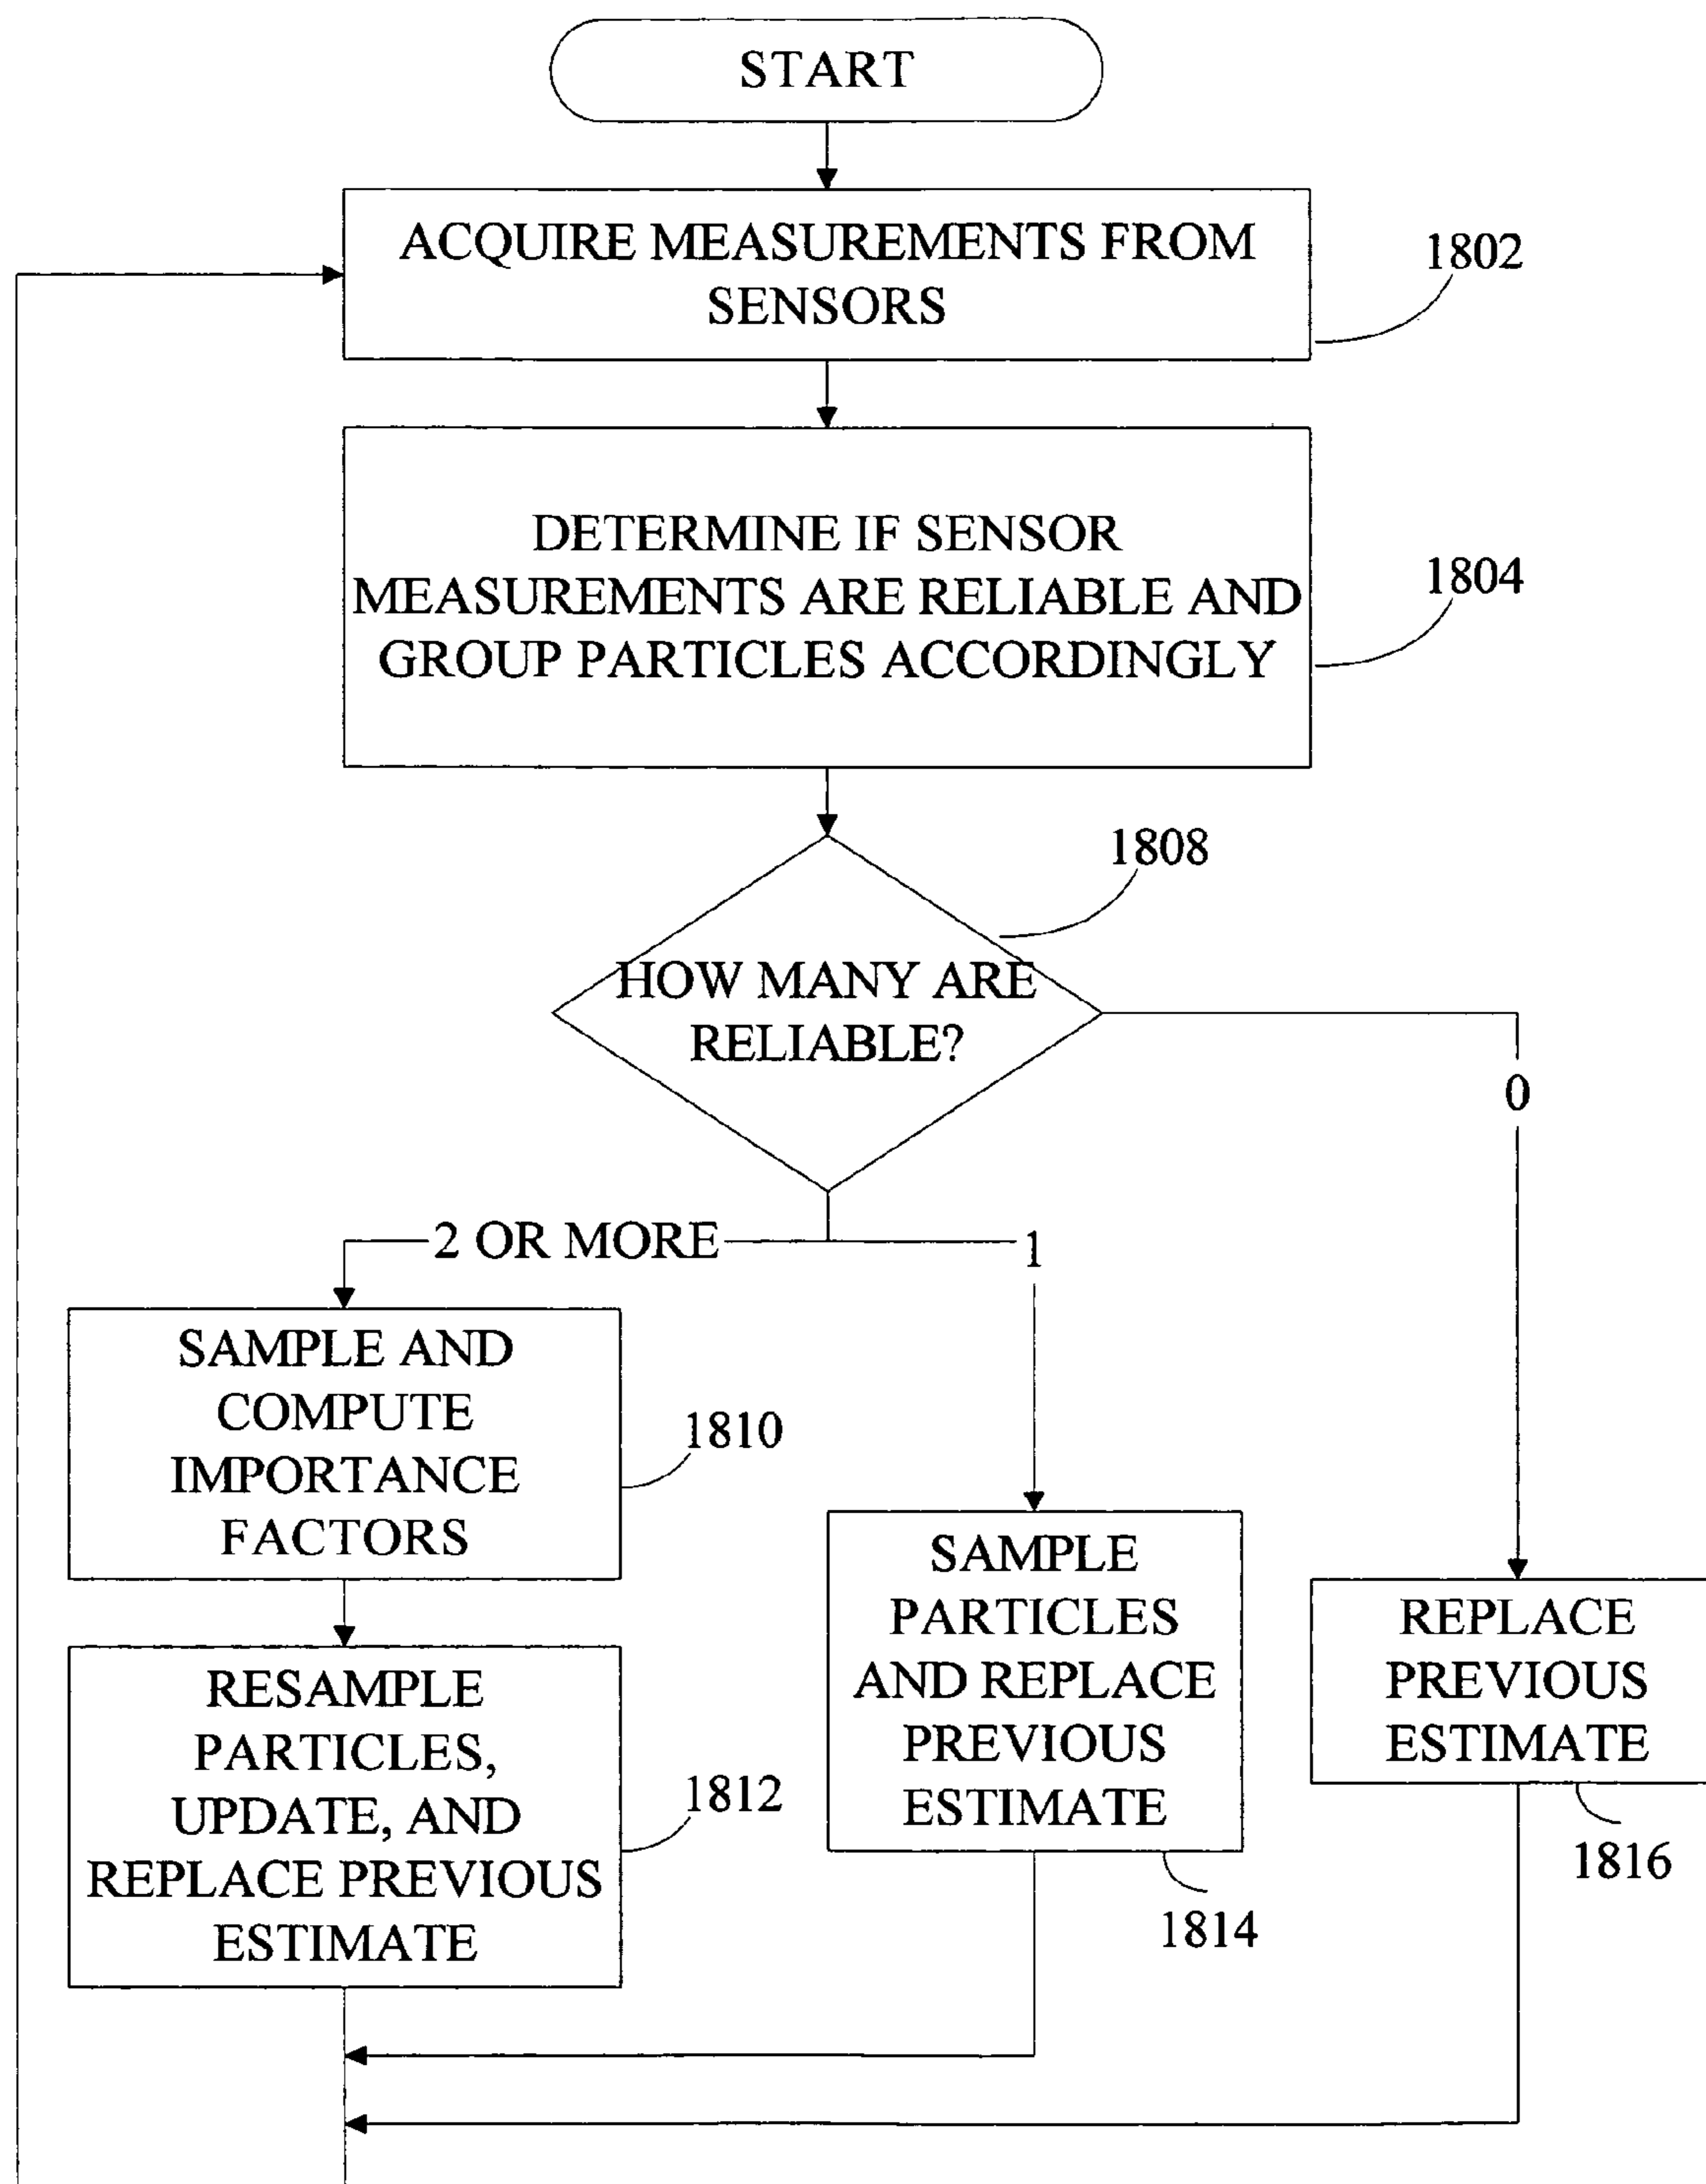 START
ACQUIRE MEASUREMENTS FROM
SENSORS
1802
DETERMINE IF SENSOR
MEASUREMENTS ARE RELIABLE AND
GROUP PARTICLES ACCORDINGLY
1804
1808
HOW MANY ARE
RELIABLE?
0
2 OR MORE
1
SAMPLE AND
COMPUTE
IMPORTANCE
FACTORS
1810
RESAMPLE
PARTICLES,
UPDATE, AND
REPLACE PREVIOUS
ESTIMATE
1812
SAMPLE
PARTICLES
AND REPLACE
PREVIOUS
ESTIMATE
1814
REPLACE
PREVIOUS
ESTIMATE
1816